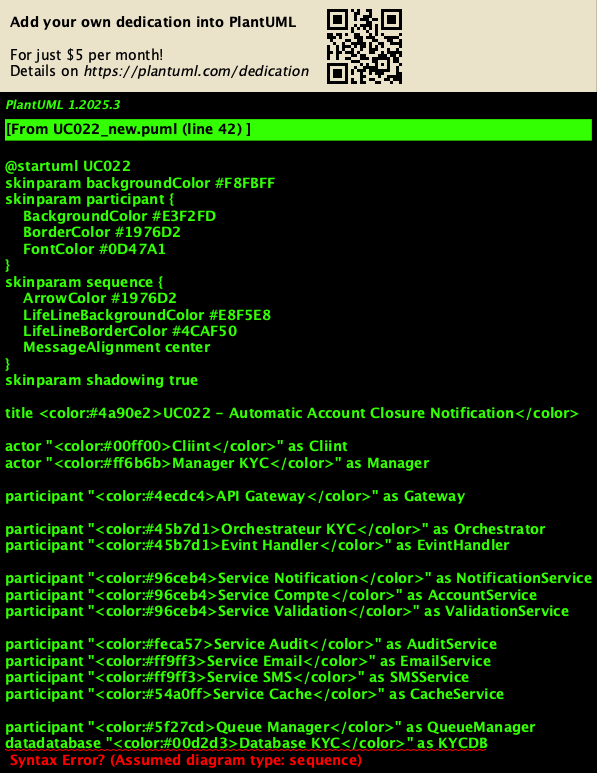 Add your own dedication into PlantUML
For just $5 per month!
Details on https://plantuml.com/dedication
PlantUML 1.2025.3
[From UC022_new.puml (line 42) ]
@startuml UC022
skinparam backgroundColor #F8FBFF
skinparam participant {
BackgroundColor #E3F2FD
BorderColor #1976D2
FontColor #0D47A1
}
skinparam sequence {
ArrowColor #1976D2
LifeLineBackgroundColor #E8F5E8
LifeLineBorderColor #4CAF50
MessageAlignment center
}
skinparam shadowing true
title <color:#4a90e2>UC022 – Automatic Account Closure Notification</color>
actor "<color:#00ff00>Cliint</color>" as Cliint
actor "<color:#ff6b6b>Manager KYC</color>" as Manager
participant "<color:#4ecdc4>API Gateway</color>" as Gateway
participant "<color:#45b7d1>Orchestrateur KYC</color>" as Orchestrator
participant "<color:#45b7d1>Evint Handler</color>" as EvintHandler
participant "<color:#96ceb4>Service Notification</color>" as NotificationService
participant "<color:#96ceb4>Service Compte</color>" as AccountService
participant "<color:#96ceb4>Service Validation</color>" as ValidationService
participant "<color:#feca57>Service Audit</color>" as AuditService
participant "<color:#ff9ff3>Service Email</color>" as EmailService
participant "<color:#ff9ff3>Service SMS</color>" as SMSService
participant "<color:#54a0ff>Service Cache</color>" as CacheService
participant "<color:#5f27cd>Queue Manager</color>" as QueueManager
datadatabase "<color:#00d2d3>Database KYC</color>" as KYCDB
Syntax Error? (Assumed diagram type: sequence)